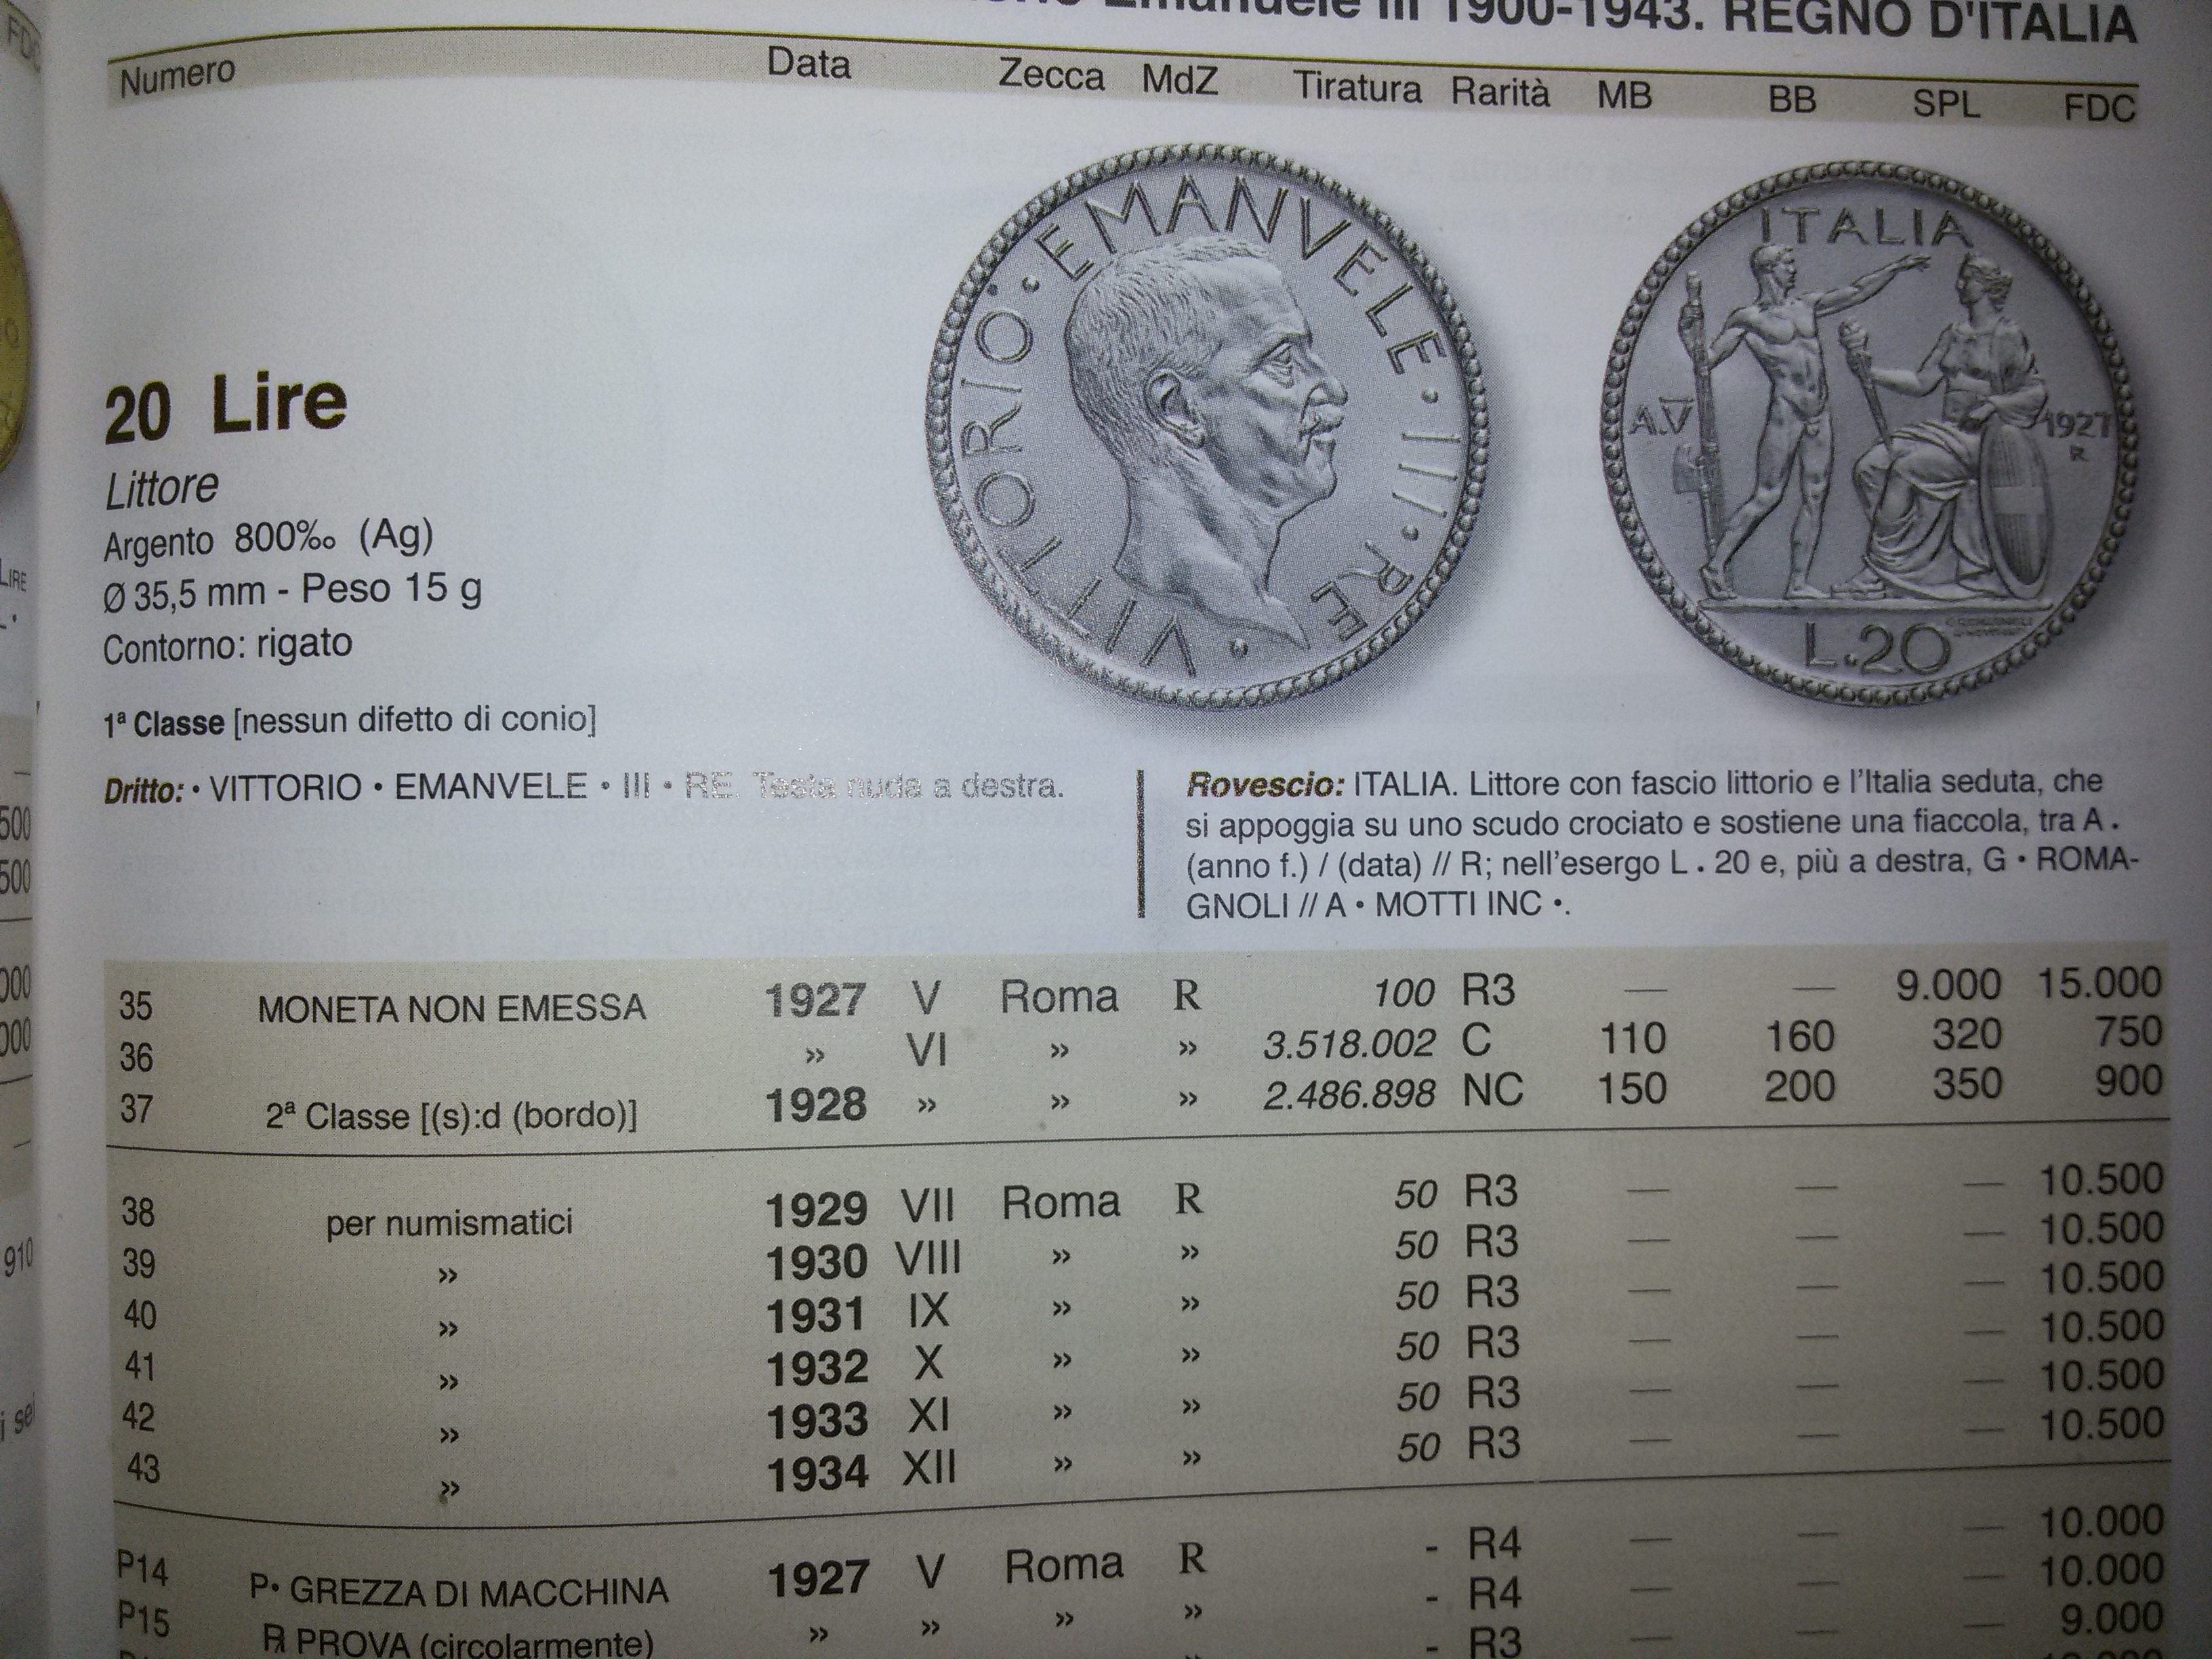 Emanuele III 1900-1943. REGNO D'ITALIA
Numero Data Zecca MdZ Tiratura Rarità MB BB SPL FDC
• VITTORIO • EMANVELE • III • RE
ITALIA
A.V 1927
R
L.20
20 Lire
Littore
Argento 800‰ (Ag)
Ø 35,5 mm - Peso 15 g
Contorno: rigato
1ª Classe [nessun difetto di conio]
Dritto: • VITTORIO • EMANVELE • III • RE. Testa nuda a destra.
Rovescio: ITALIA. Littore con fascio littorio e l'Italia seduta, che
si appoggia su uno scudo crociato e sostiene una fiaccola, tra A .
(anno f.) / (data) // R; nell'esergo L . 20 e, più a destra, G • ROMA-
GNOLI // A • MOTTI INC •.
35 MONETA NON EMESSA 1927 V Roma R 100 R3 — — 9.000 15.000
36 » VI » » 3.518.002 C 110 160 320 750
37 2ª Classe [(s):d (bordo)] 1928 » » » 2.486.898 NC 150 200 350 900
38 per numismatici 1929 VII Roma R 50 R3 — — — 10.500
39 » 1930 VIII » » 50 R3 — — — 10.500
40 » 1931 IX » » 50 R3 — — — 10.500
41 » 1932 X » » 50 R3 — — — 10.500
42 » 1933 XI » » 50 R3 — — — 10.500
43 » 1934 XII » » 50 R3 — — — 10.500
P14 P• GREZZA DI MACCHINA 1927 V Roma R - R4 — — — 10.000
P15 PROVA (circolarmente) » » » » - R4 — — — 10.000
- R3 — — — 9.000